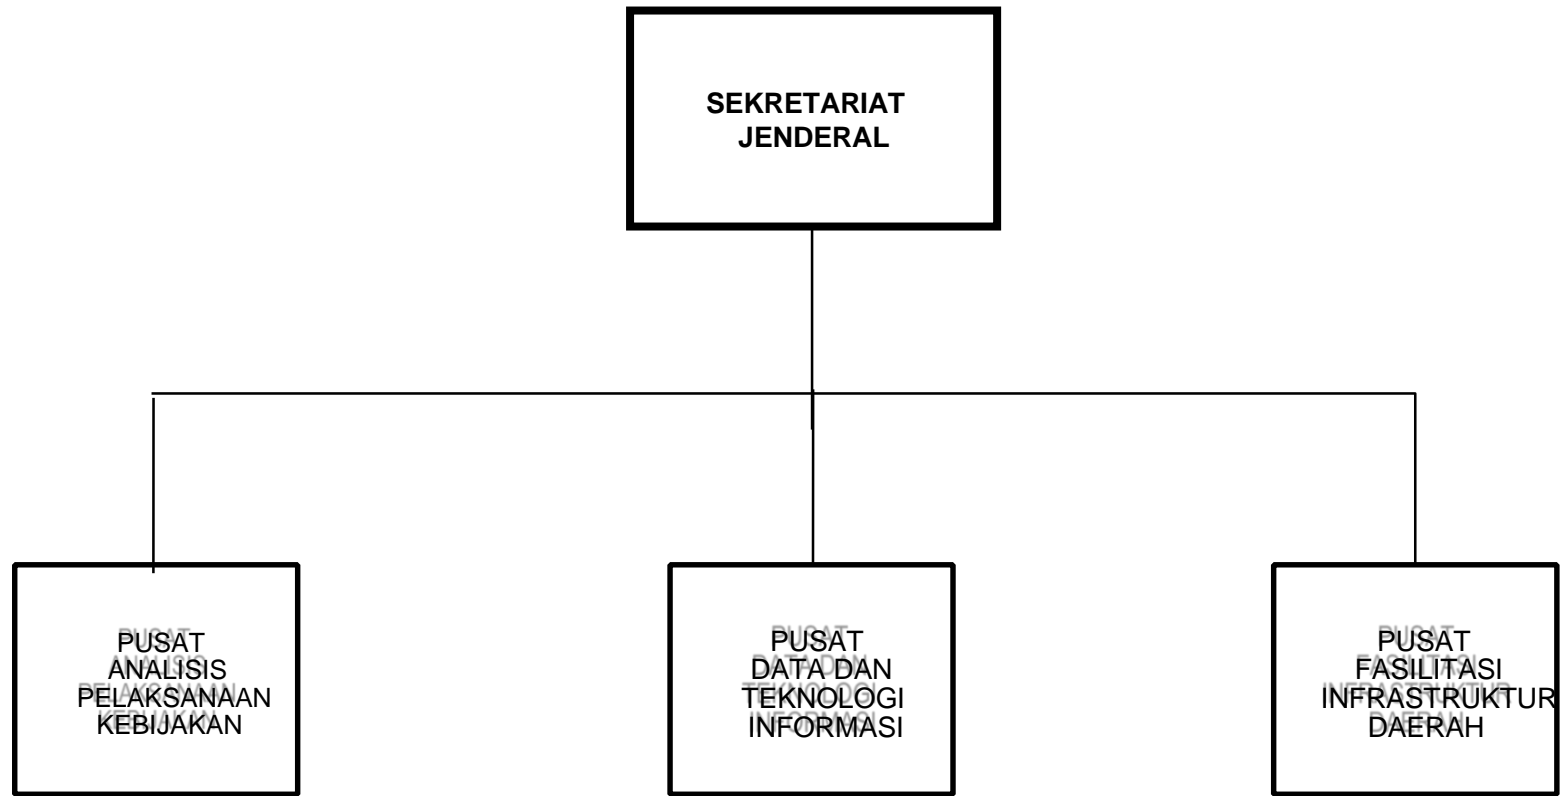 SEKRETARIAT
JENDERAL
PUSAT
ANALISIS
PELAKSANAAN
KEBIJAKAN
PUSAT
DATA DAN
TEKNOLOGI
INFORMASI
PUSAT
FASILITASI
INFRASTRUKTUR
DAERAH